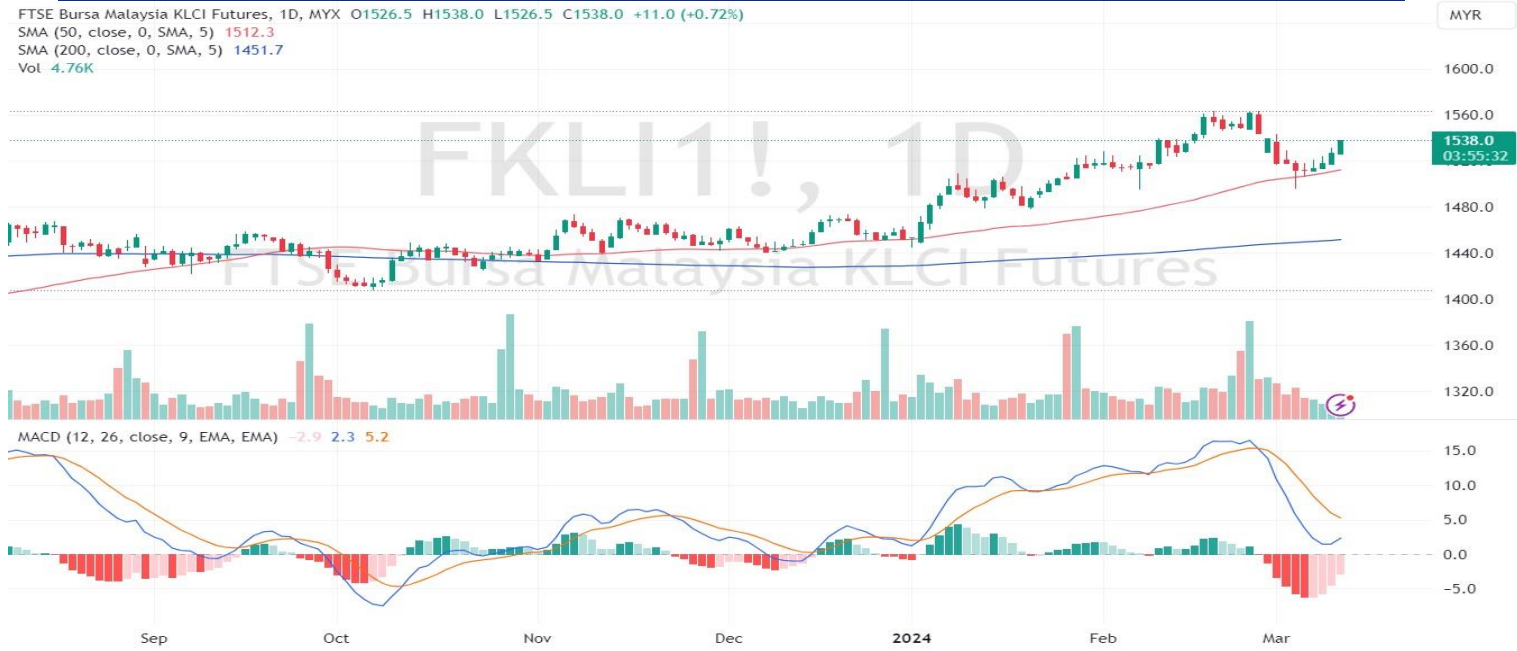 FTSE Bursa Malaysia KLCI Futures, 1D, MYX O1526.5 H1538.0 L1526.5 C1538.0 +11.0 (+0.72%)
MYR
SMA (50, close, 0, SMA, 5) 1512.3
SMA (200, close, 0, SMA, 5) 1451.7
Vol 4.76K
1600.0
1560.0
1538.0
03:55:32
1480.0
1440.0
1400.0
1360.0
1320.0
FKLI1!, 1D
FTSE Bursa Malaysia KLCI Futures
MACD (12, 26, close, 9, EMA, EMA) −2.9 2.3 5.2
15.0
10.0
5.0
0.0
−5.0
Sep Oct Nov Dec 2024 Feb Mar